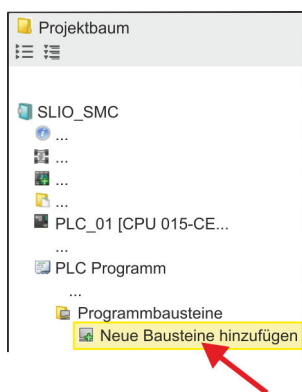 Projektbaum
SLIO_SMC
...
...
...
...
PLC_01 [CPU 015-CE...
...
PLC Programm
...
Programmbausteine
Neue Bausteine hinzufügen